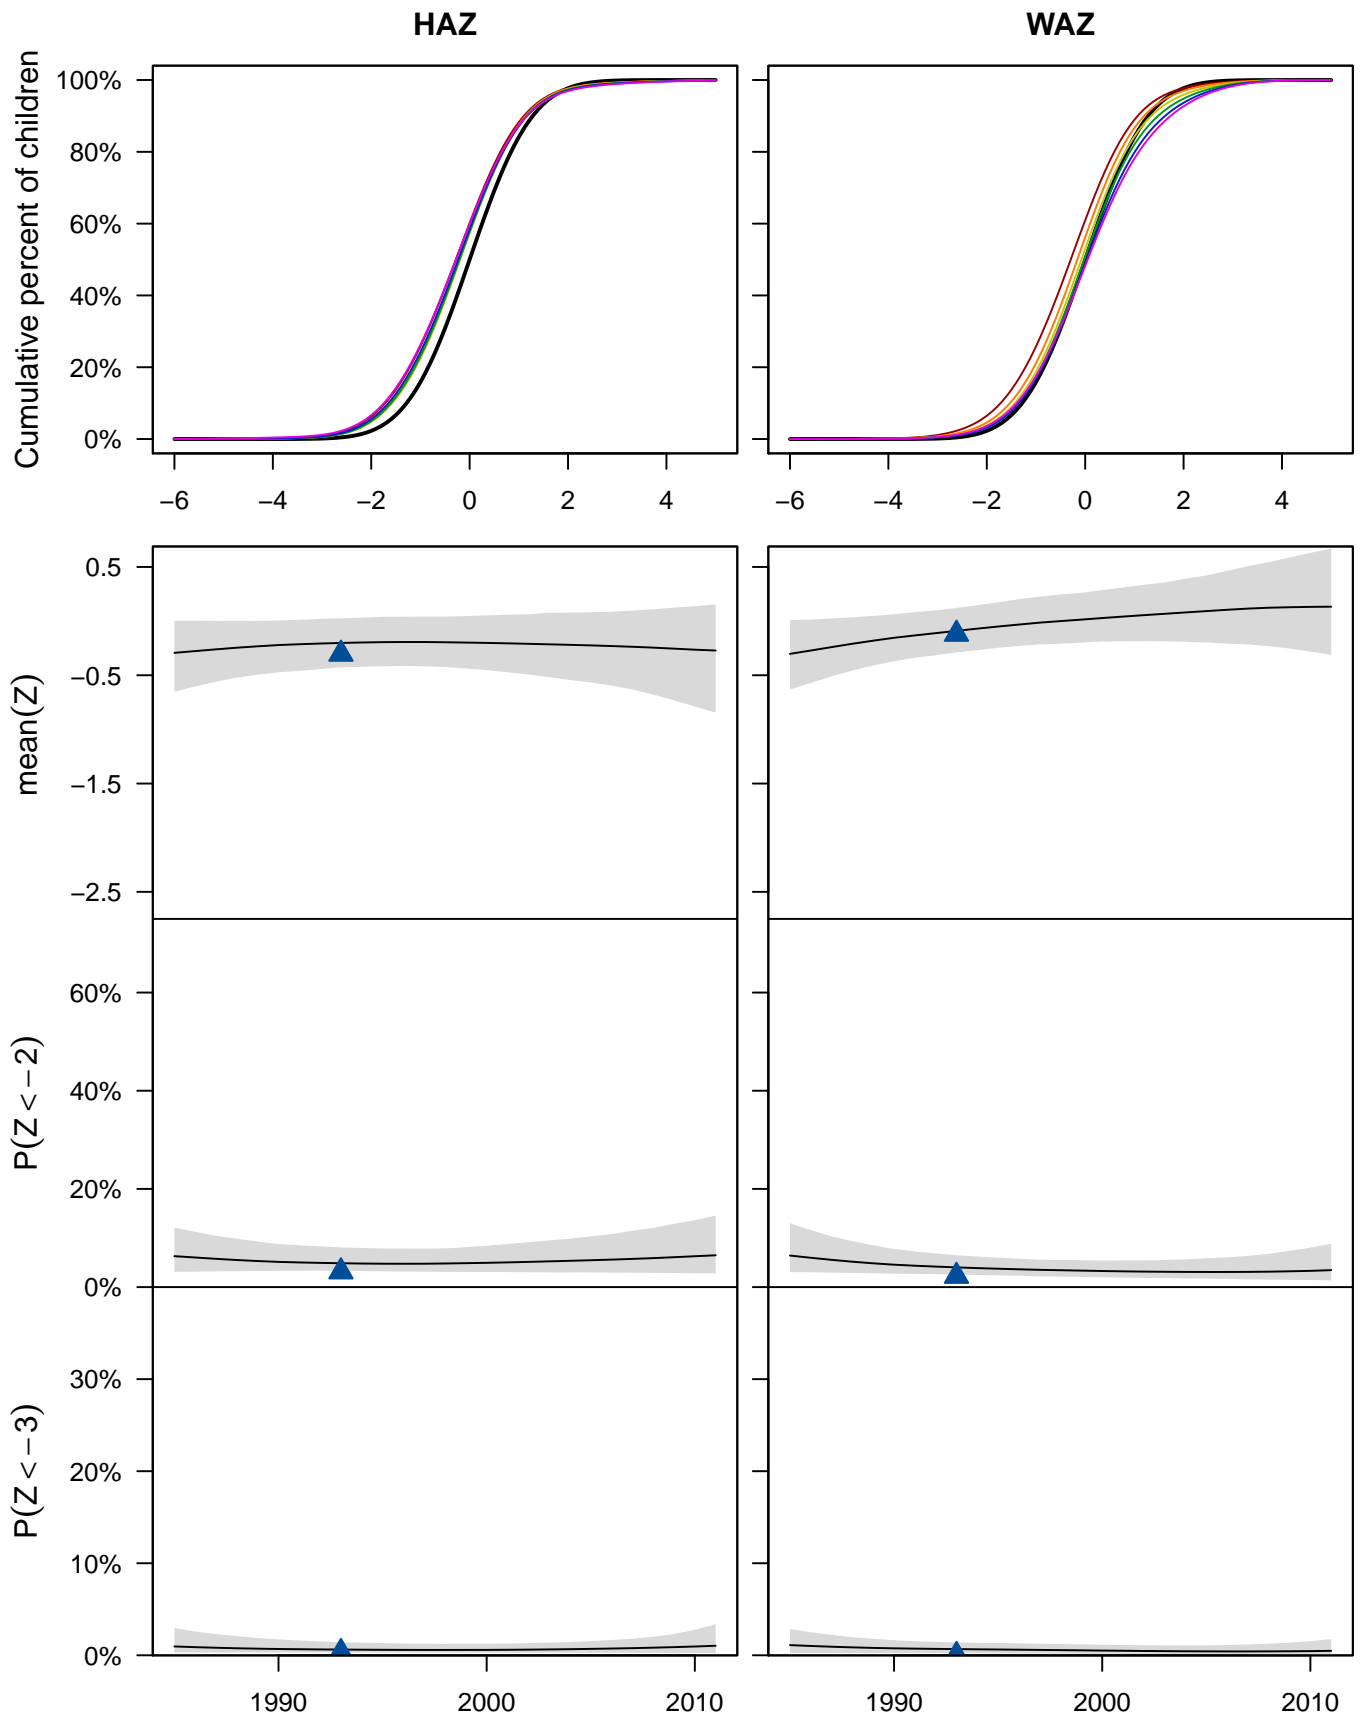 HAZ
WAZ
Cumulative percent of children
100%
80%
60%
40%
20%
0%
−6 −4 −2 0 2 4
−6 −4 −2 0 2 4
mean(Z)
0.5
−0.5
−1.5
−2.5
P(Z < −2)
60%
40%
20%
0%
P(Z < −3)
30%
20%
10%
0%
1990 2000 2010
1990 2000 2010